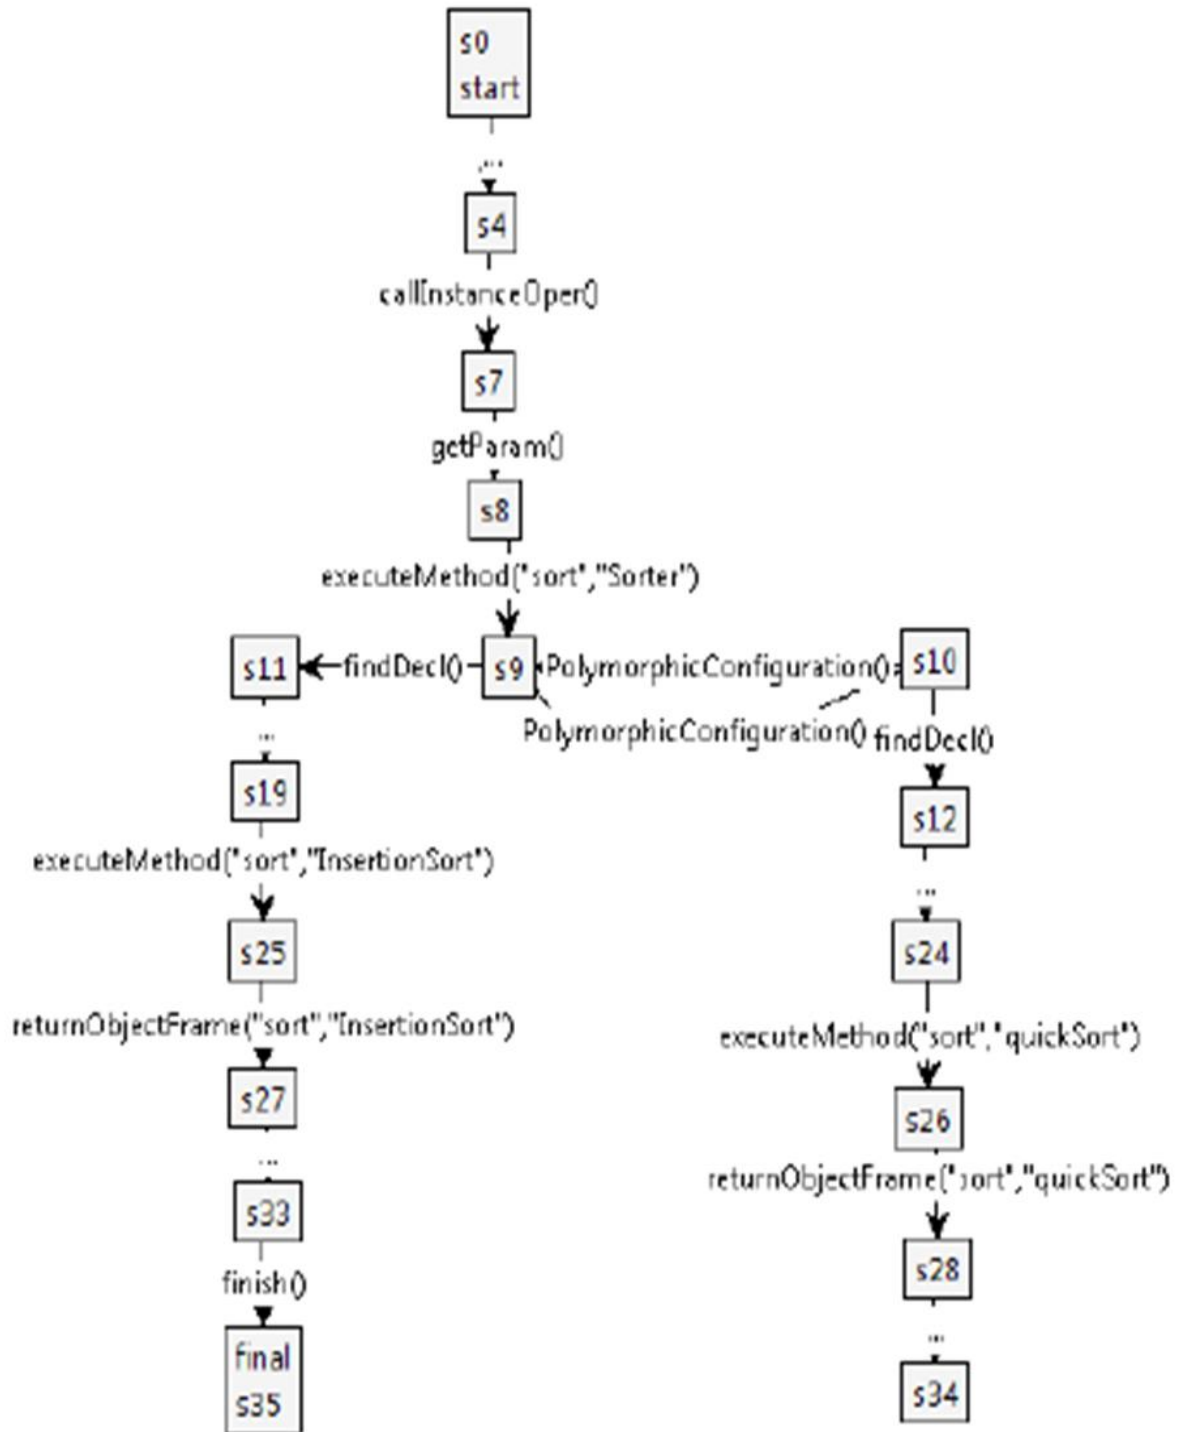 s0
start
...
s4
callInstanceOper()
s7
getParam()
s8
executeMethod("sort","Sorter")
s11
findDecl()
s9
PolymorphicConfiguration()
s10
PolymorphicConfiguration()
findDecl()
...
s19
s12
executeMethod("sort","InsertionSort")
...
s25
s24
returnObjectFrame("sort","InsertionSort")
executeMethod("sort","quickSort")
s27
s26
...
returnObjectFrame("sort","quickSort")
s33
s28
finish()
...
final
s35
s34